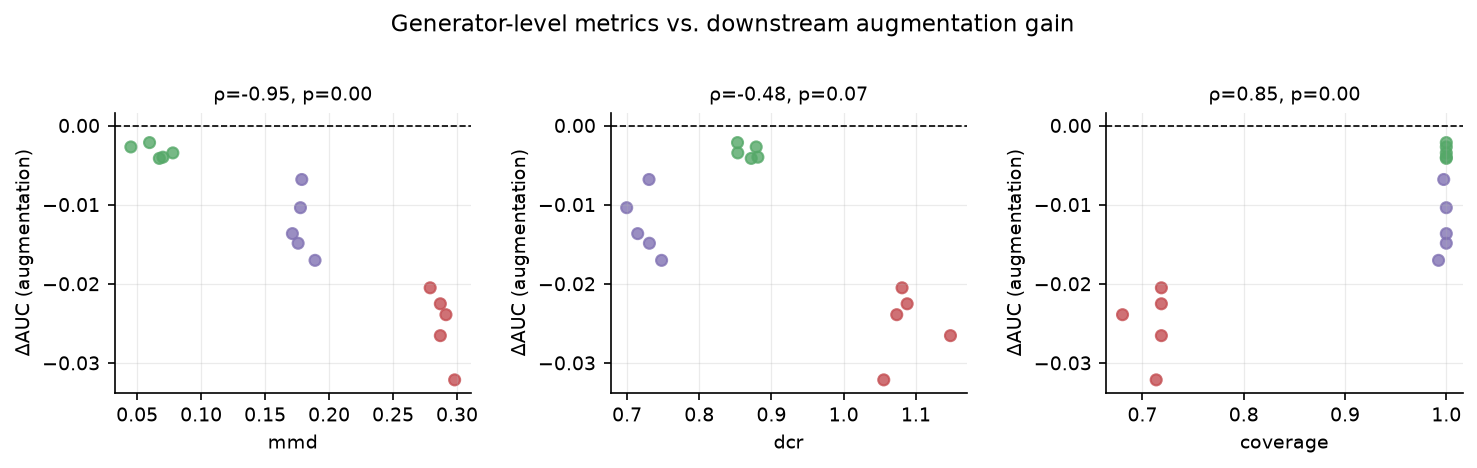 Generator-level metrics vs. downstream augmentation gain
ρ=-0.95, p=0.00
ΔAUC (augmentation)
0.00
−0.01
−0.02
−0.03
0.05 0.10 0.15 0.20 0.25 0.30
mmd
ρ=-0.48, p=0.07
ΔAUC (augmentation)
0.00
−0.01
−0.02
−0.03
0.7 0.8 0.9 1.0 1.1
dcr
ρ=0.85, p=0.00
ΔAUC (augmentation)
0.00
−0.01
−0.02
−0.03
0.7 0.8 0.9 1.0
coverage